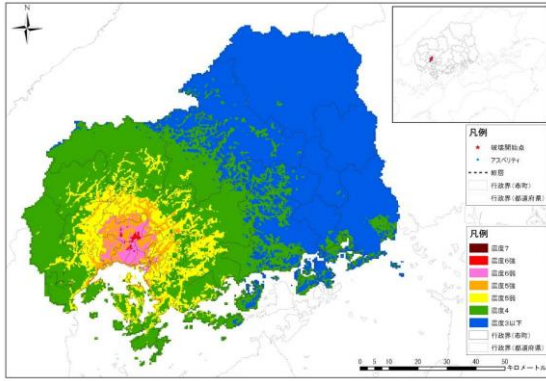 N
凡例
破壊開始点
アスペリティ
断層
行政界(市町)
行政界(都道府県)
凡例
震度7
震度6強
震度6弱
震度5強
震度5弱
震度4
震度3以下
行政界(市町)
行政界(都道府県)
0 5 10 20 30 40 50
キロメートル